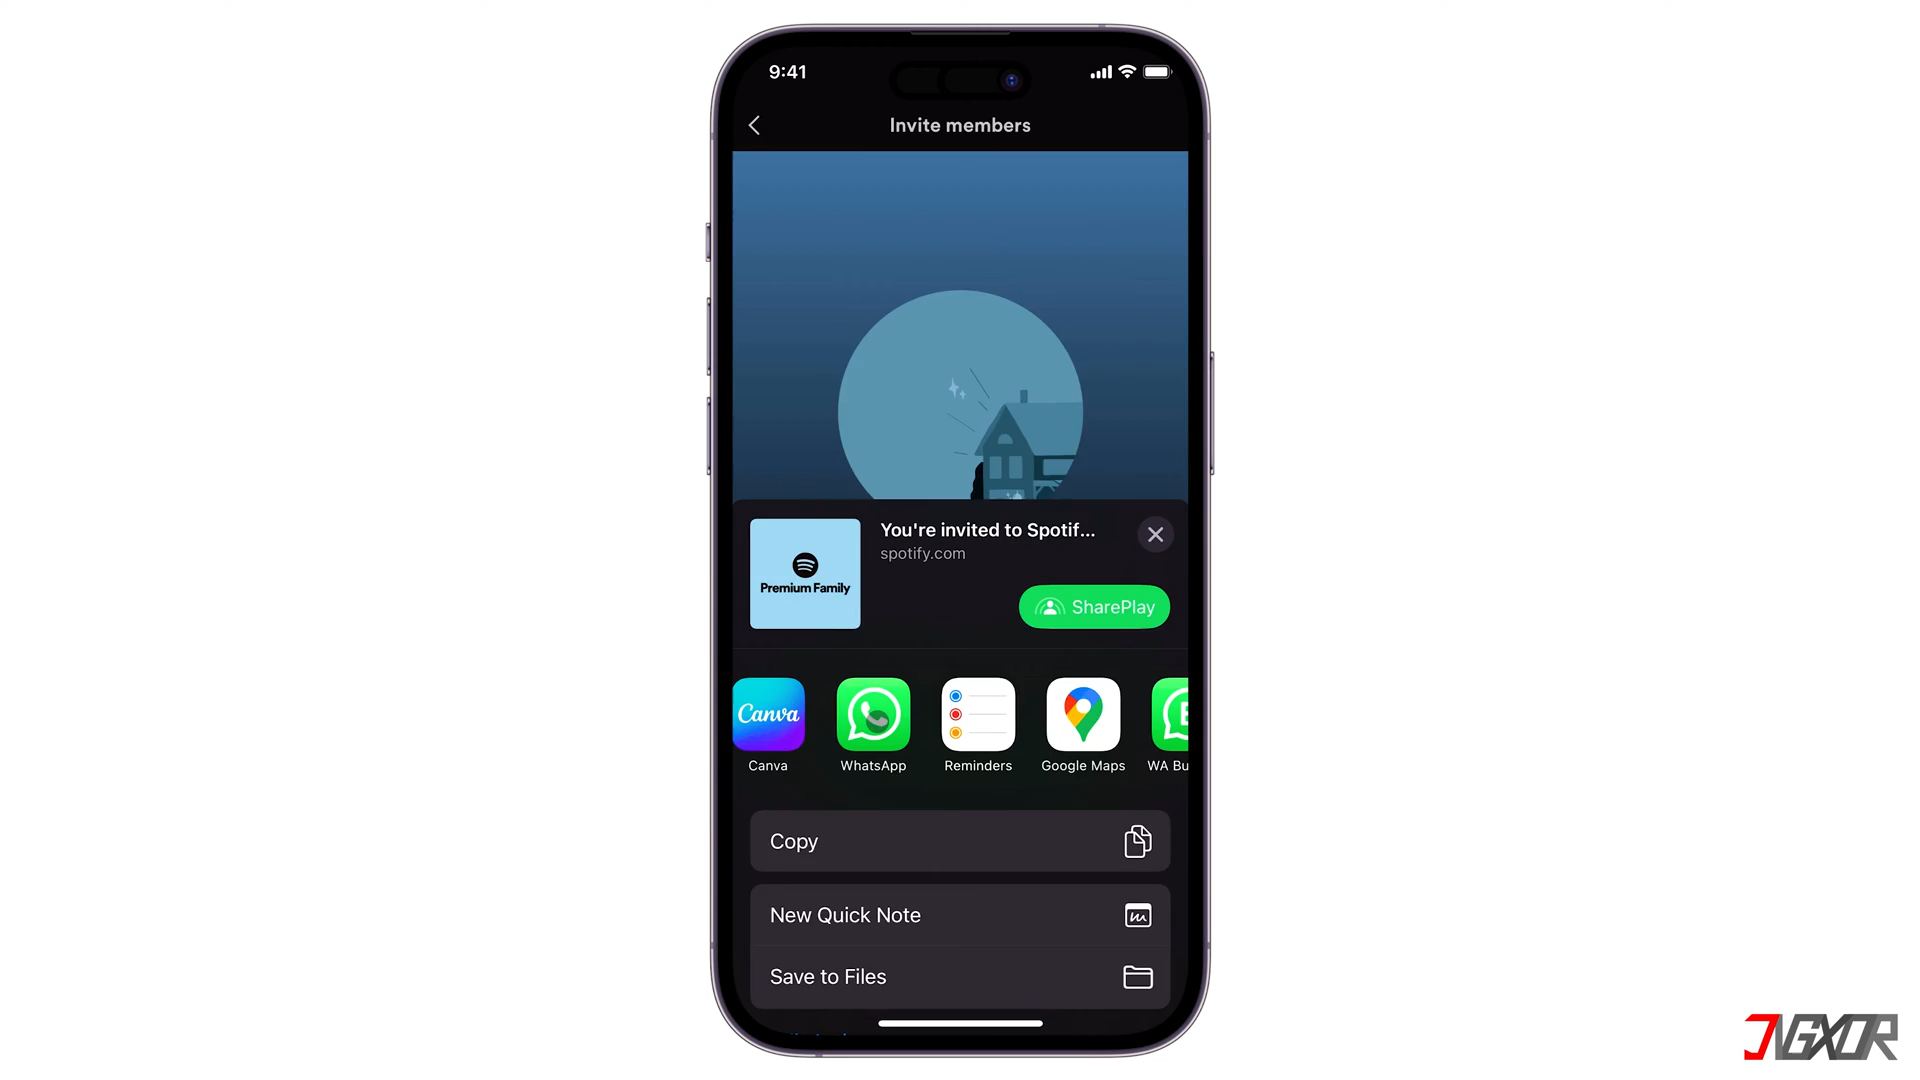 9:41
Invite members
You're invited to Spotif...
spotify.com
Premium Family
SharePlay
Canva
Canva
WhatsApp
Reminders
Google Maps
WA Bu
Copy
New Quick Note
Save to Files
JIGXOR